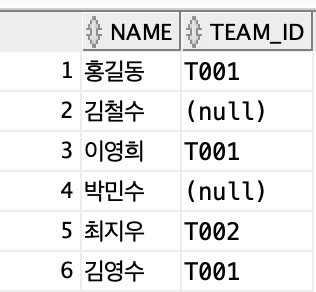 NAME TEAM_ID
1 홍길동 T001
2 김철수 (null)
3 이영희 T001
4 박민수 (null)
5 최지우 T002
6 김영수 T001